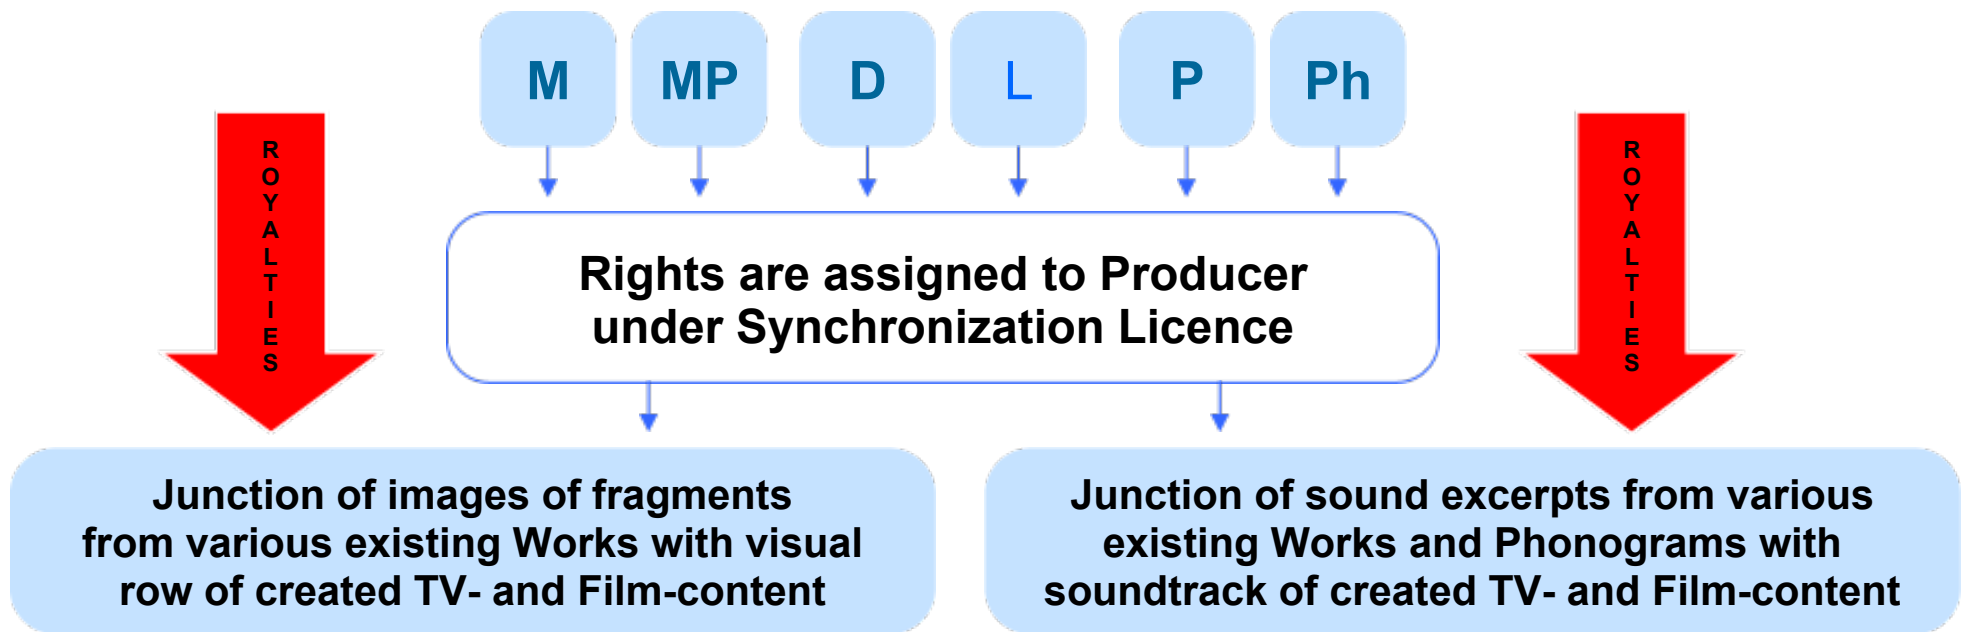 M MP D L P Ph
ROYALTIES
Rights are assigned to Producer
under Synchronization Licence
ROYALTIES
Junction of images of fragments
from various existing Works with visual
row of created TV- and Film-content
Junction of sound excerpts from various
existing Works and Phonograms with
soundtrack of created TV- and Film-content